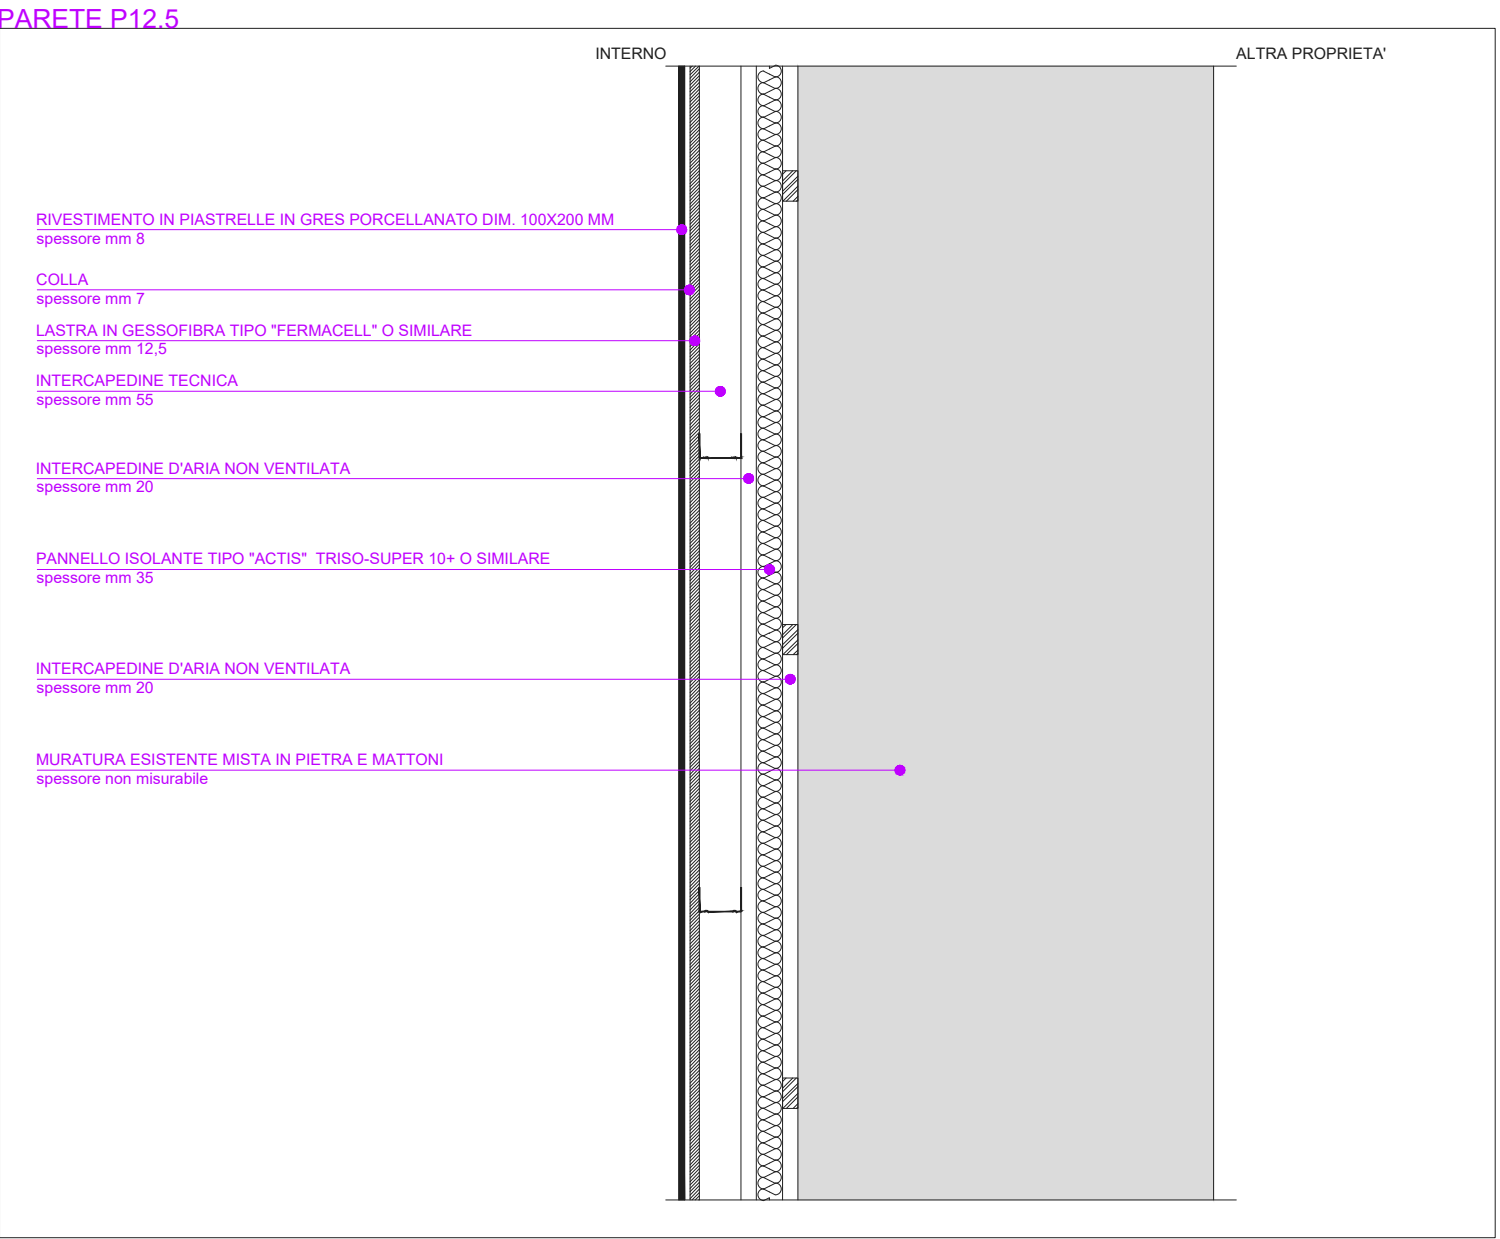 PARETE P12.5
INTERNO
ALTRA PROPRIETA'
RIVESTIMENTO IN PIASTRELLE IN GRES PORCELLANATO DIM. 100X200 MM
spessore mm 8
COLLA
spessore mm 7
LASTRA IN GESSOFIBRA TIPO "FERMACELL" O SIMILARE
spessore mm 12,5
INTERCAPEDINE TECNICA
spessore mm 55
INTERCAPEDINE D'ARIA NON VENTILATA
spessore mm 20
PANNELLO ISOLANTE TIPO "ACTIS"  TRISO-SUPER 10+ O SIMILARE
spessore mm 35
INTERCAPEDINE D'ARIA NON VENTILATA
spessore mm 20
MURATURA ESISTENTE MISTA IN PIETRA E MATTONI
spessore non misurabile